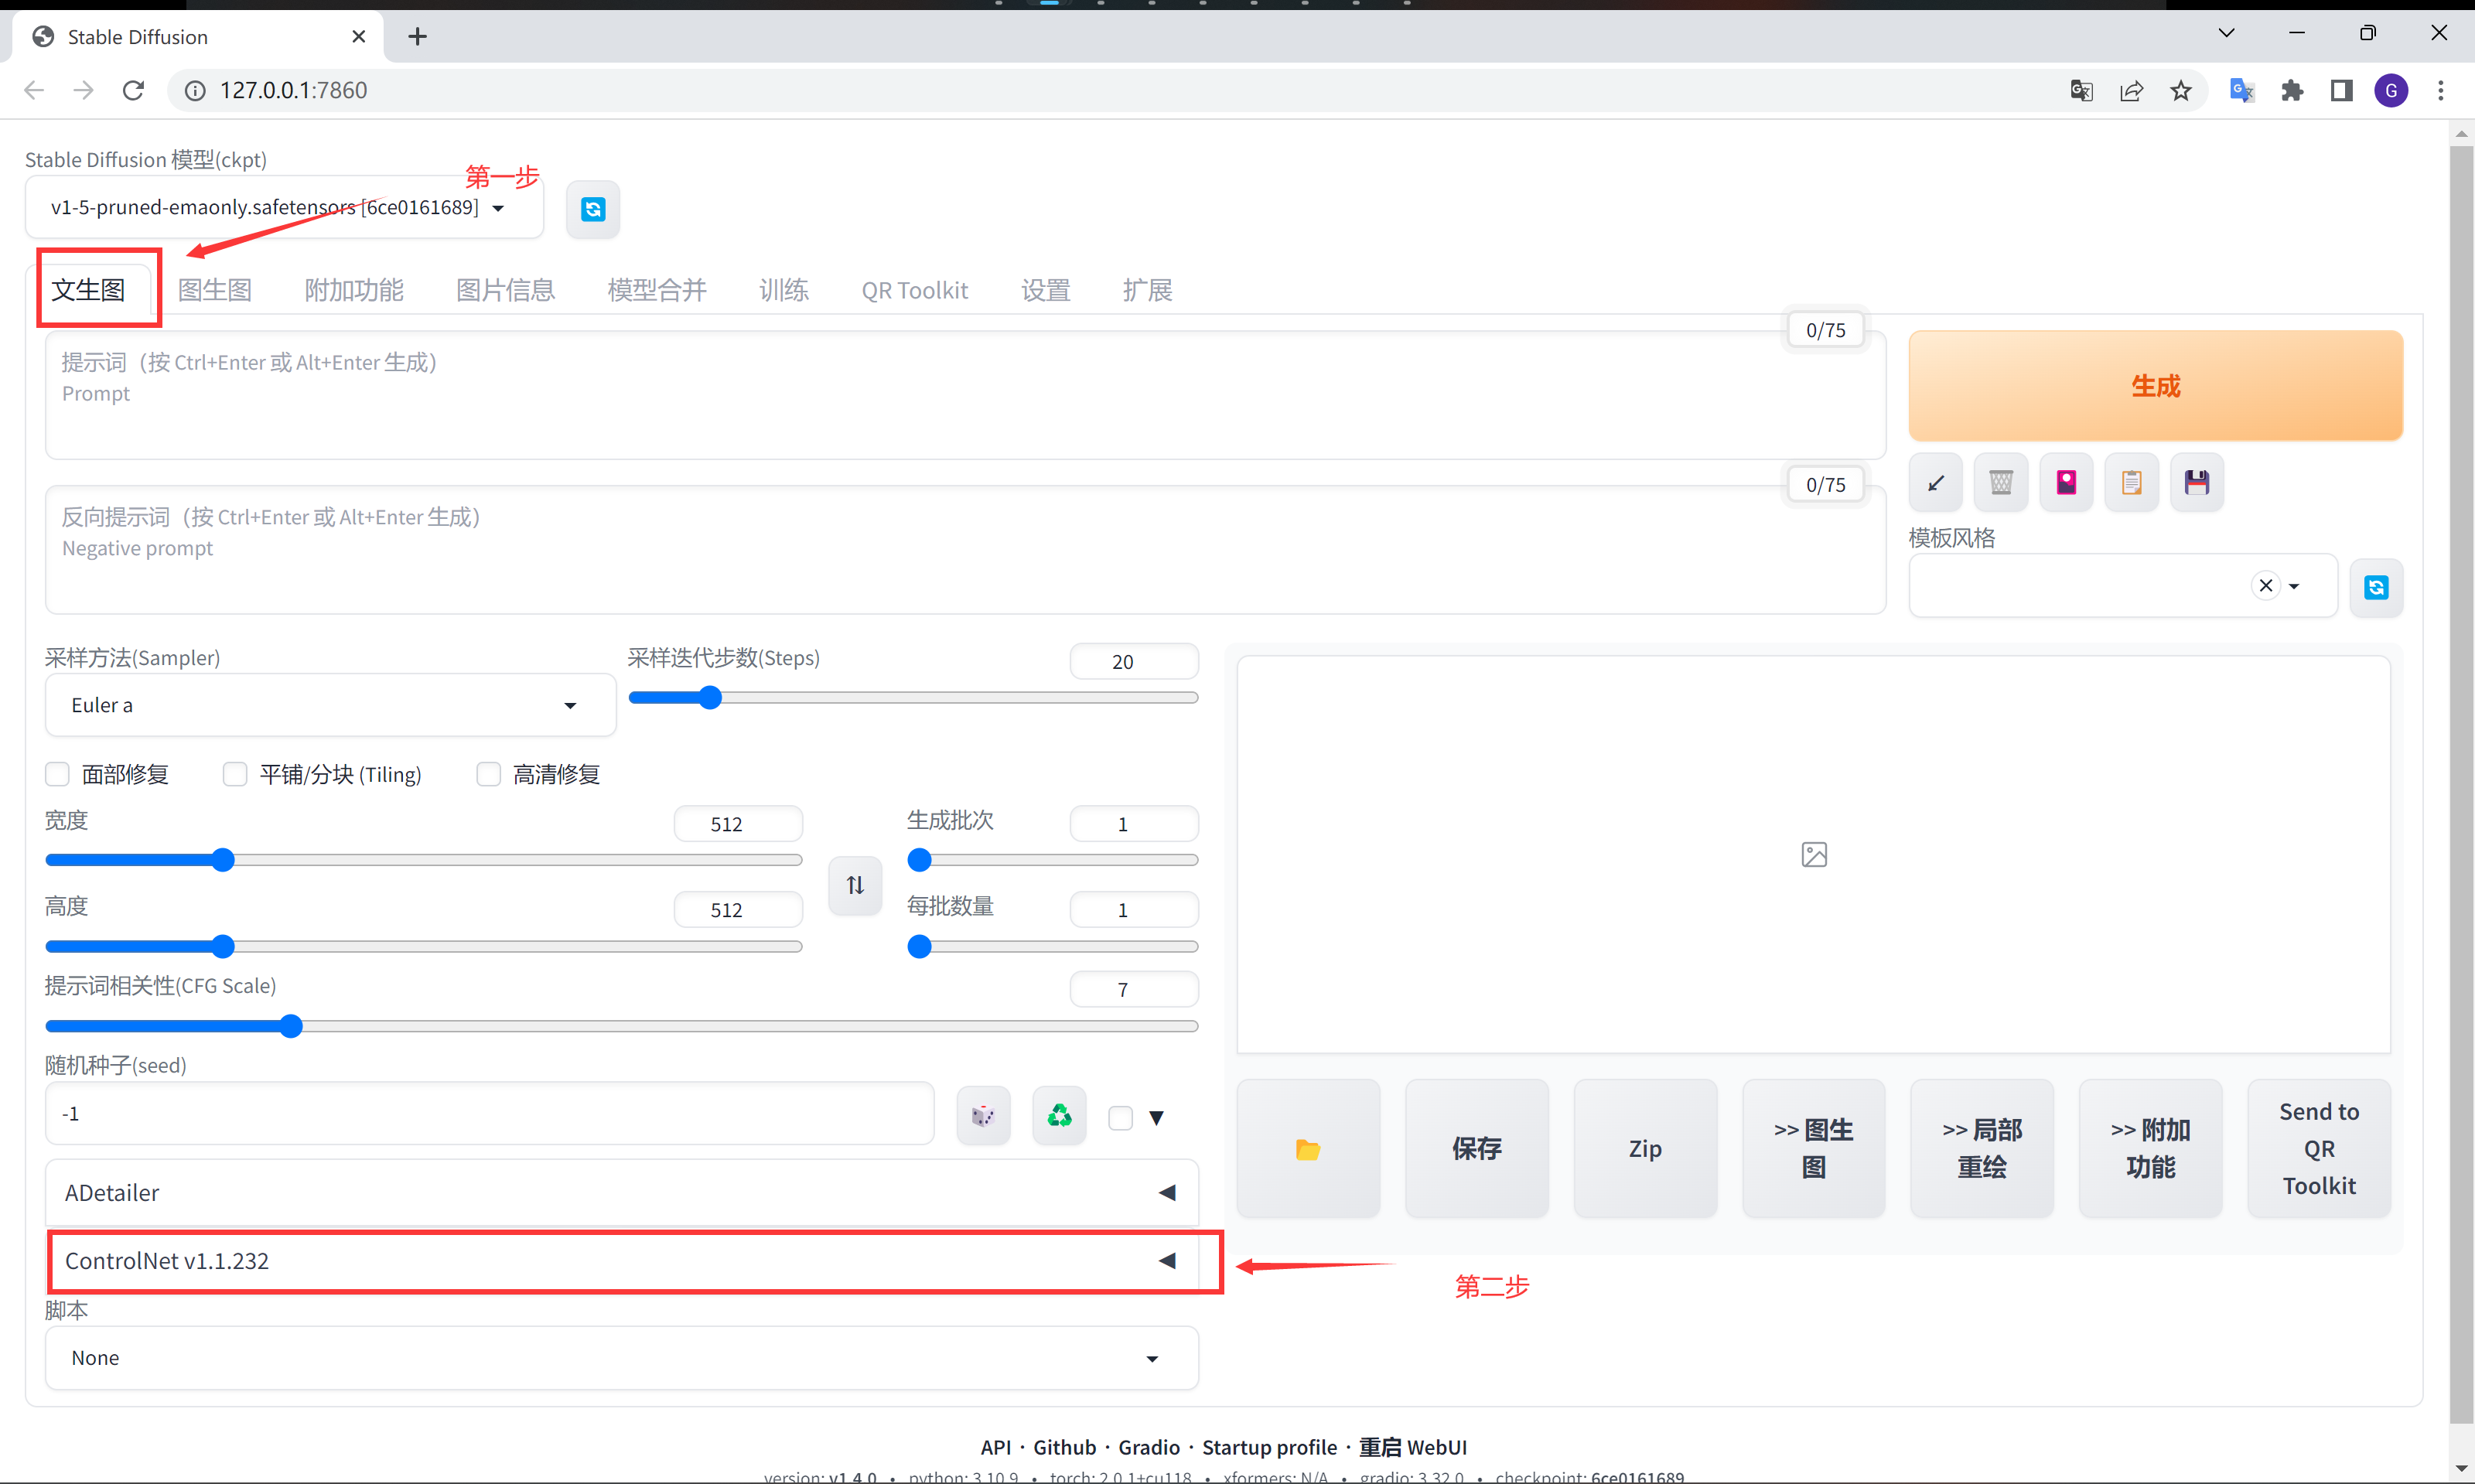 Stable Diffusion
127.0.0.1:7860
G
Stable Diffusion 模型(ckpt)
第一步
v1-5-pruned-emaonly.safetensors [6ce0161689]
文生图 图生图 附加功能 图片信息 模型合并 训练 QR Toolkit 设置 扩展
0/75
提示词（按 Ctrl+Enter 或 Alt+Enter 生成）
Prompt
生成
0/75
反向提示词（按 Ctrl+Enter 或 Alt+Enter 生成）
Negative prompt
模板风格
采样方法(Sampler)
Euler a
采样迭代步数(Steps)
20
面部修复 平铺/分块 (Tiling) 高清修复
宽度 512
生成批次 1
高度 512
每批数量 1
提示词相关性(CFG Scale) 7
随机种子(seed)
-1
ADetailer
ControlNet v1.1.232
第二步
脚本
None
保存
Zip
>> 图生
图
>> 局部
重绘
>> 附加
功能
Send to
QR
Toolkit
API · Github · Gradio · Startup profile · 重启 WebUI
version: v1.4.0 • python: 3.10.9 • torch: 2.0.1+cu118 • xformers: N/A • gradio: 3.32.0 • checkpoint: 6ce0161689